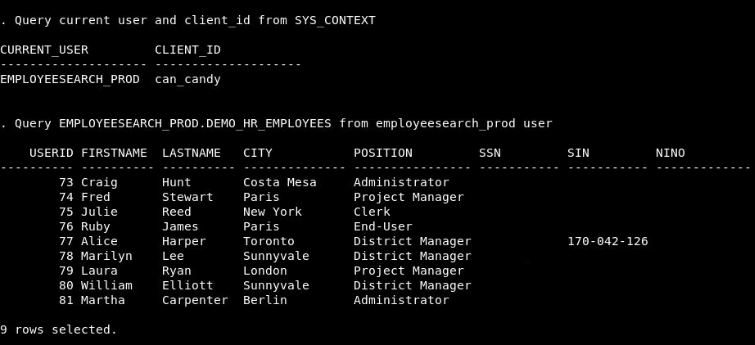 . Query current user and client_id from SYS_CONTEXT
CURRENT_USER         CLIENT_ID
-------------------- --------------------
EMPLOYEESEARCH_PROD  can_candy
. Query EMPLOYEESEARCH_PROD.DEMO_HR_EMPLOYEES from employeesearch_prod user
    USERID FIRSTNAME  LASTNAME   CITY           POSITION         SSN         SIN         NINO
---------- ---------- ---------- -------------- ---------------- ----------- ----------- -------------
        73 Craig      Hunt       Costa Mesa     Administrator
        74 Fred       Stewart    Paris          Project Manager
        75 Julie      Reed       New York       Clerk
        76 Ruby       James      Paris          End-User
        77 Alice      Harper     Toronto        District Manager             170-042-126
        78 Marilyn    Lee        Sunnyvale      District Manager
        79 Laura      Ryan       London         Project Manager
        80 William    Elliott    Sunnyvale      District Manager
        81 Martha     Carpenter  Berlin         Administrator
9 rows selected.